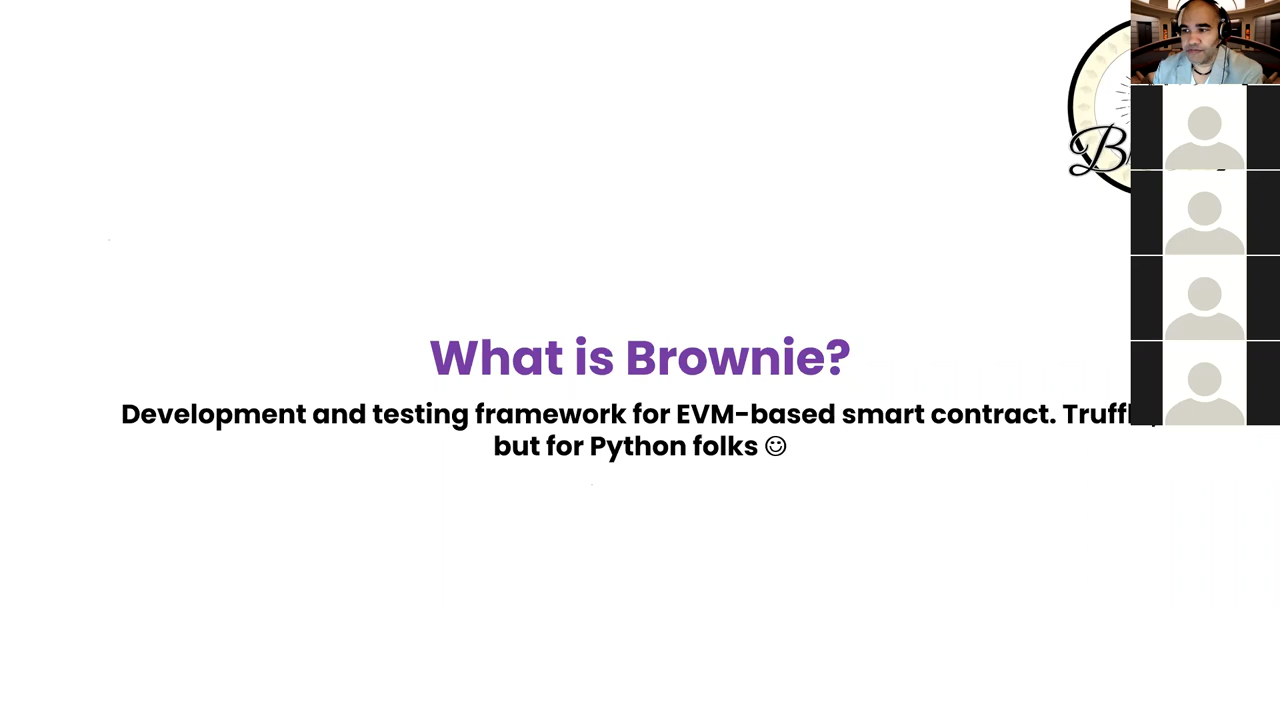 What is Brownie?
Development and testing framework for EVM-based smart contract.
but for Python folks ☺